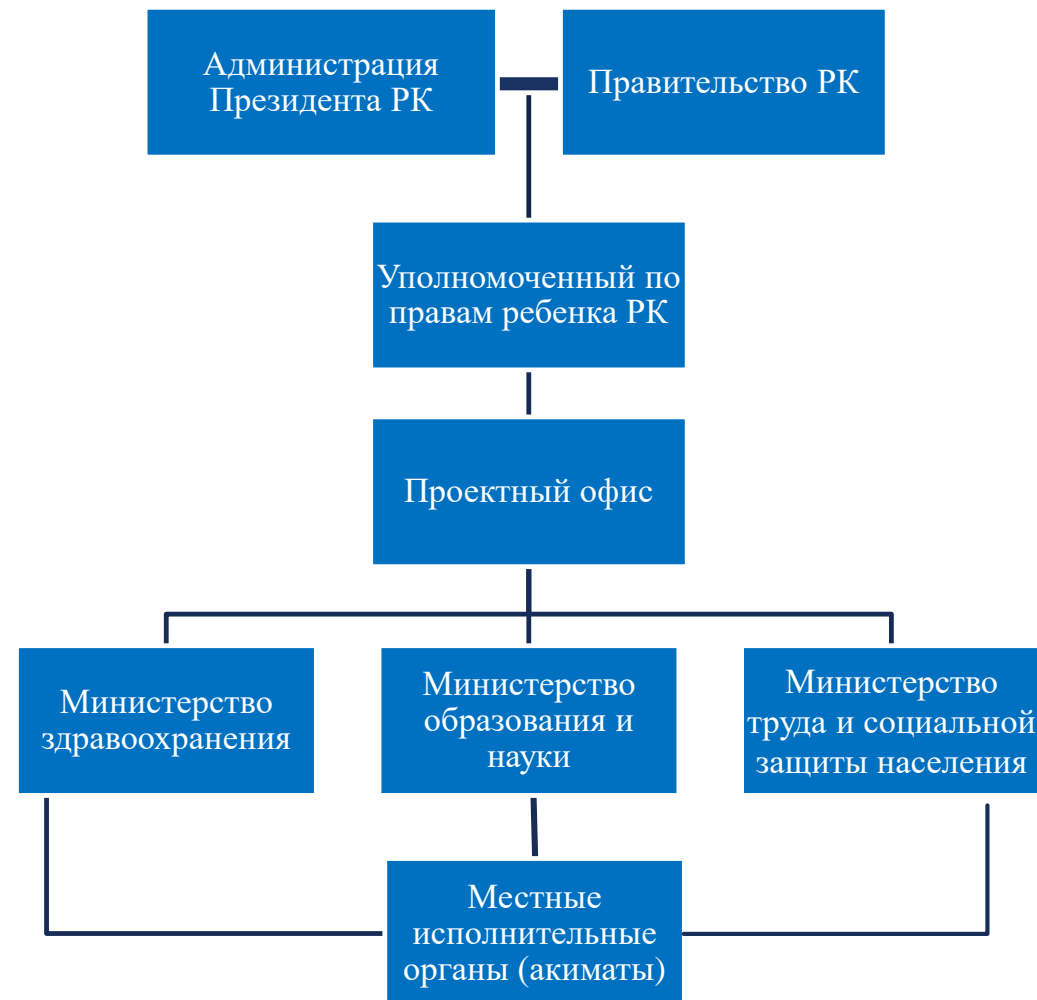 Администрация
Президента РК
Правительство РК
Уполномоченный по
правам ребенка РК
Проектный офис
Министерство
здравоохранения
Министерство
образования и
науки
Министерство
труда и социальной
защиты населения
Местные
исполнительные
органы (акиматы)